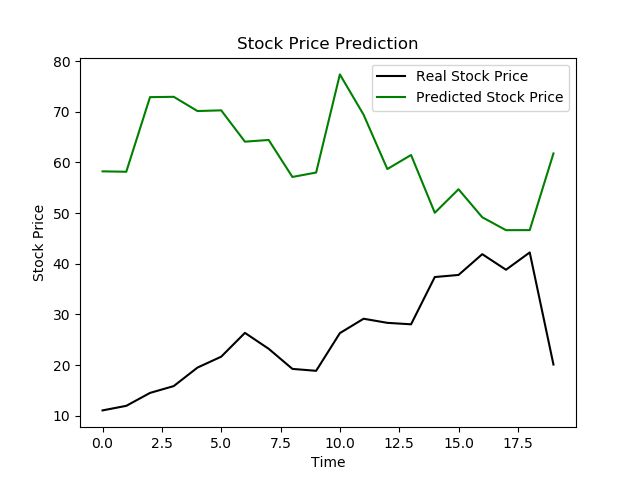 Stock Price Prediction
Real Stock Price
Predicted Stock Price
Stock Price
80
70
60
50
40
30
20
10
0.0 2.5 5.0 7.5 10.0 12.5 15.0 17.5
Time